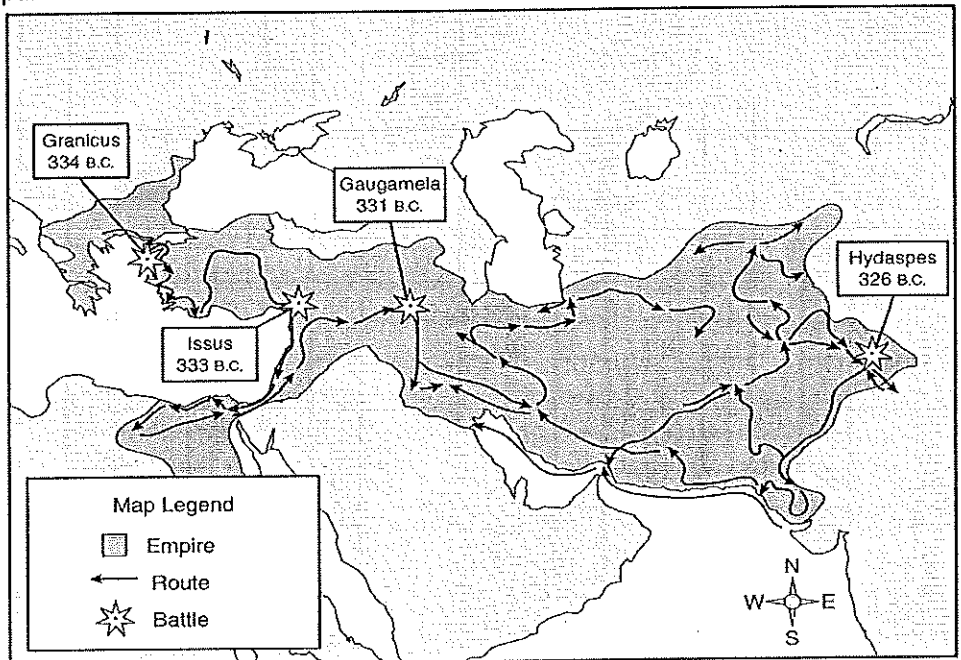 Granicus
334 B.C.
Gaugamela
331 B.C.
Hydaspes
326 B.C.
Issus
333 B.C.
Map Legend
Empire
Route
Battle
N
W E
S